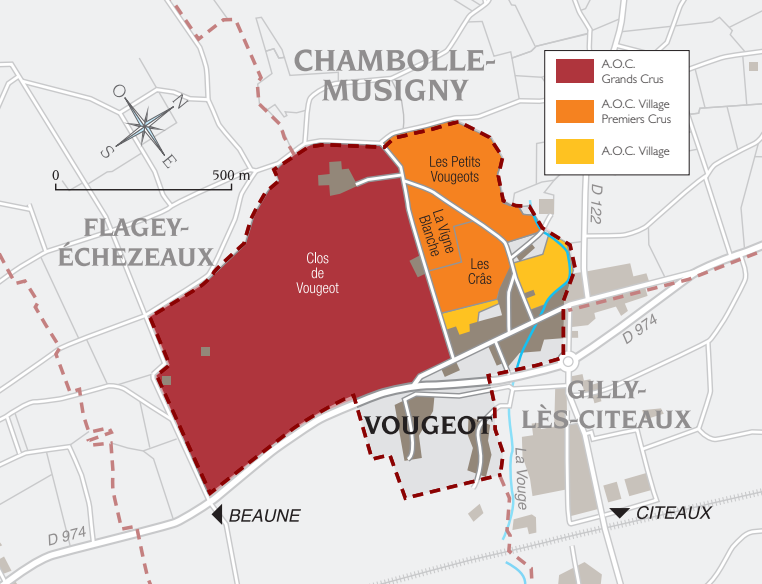 CHAMBOLLE-
MUSIGNY
A.O.C.
Grands Crus
A.O.C. Village
Premiers Crus
A.O.C. Village
O
N
S
E
0
500 m
Les Petits
Vougeots
D 122
FLAGEY-
ÉCHEZEAUX
La Vigne
Blanche
Clos
de
Vougeot
Les
Crâs
D 974
GILLY-
LÈS-CITEAUX
VOUGEOT
La Vouge
BEAUNE
CITEAUX
D 974